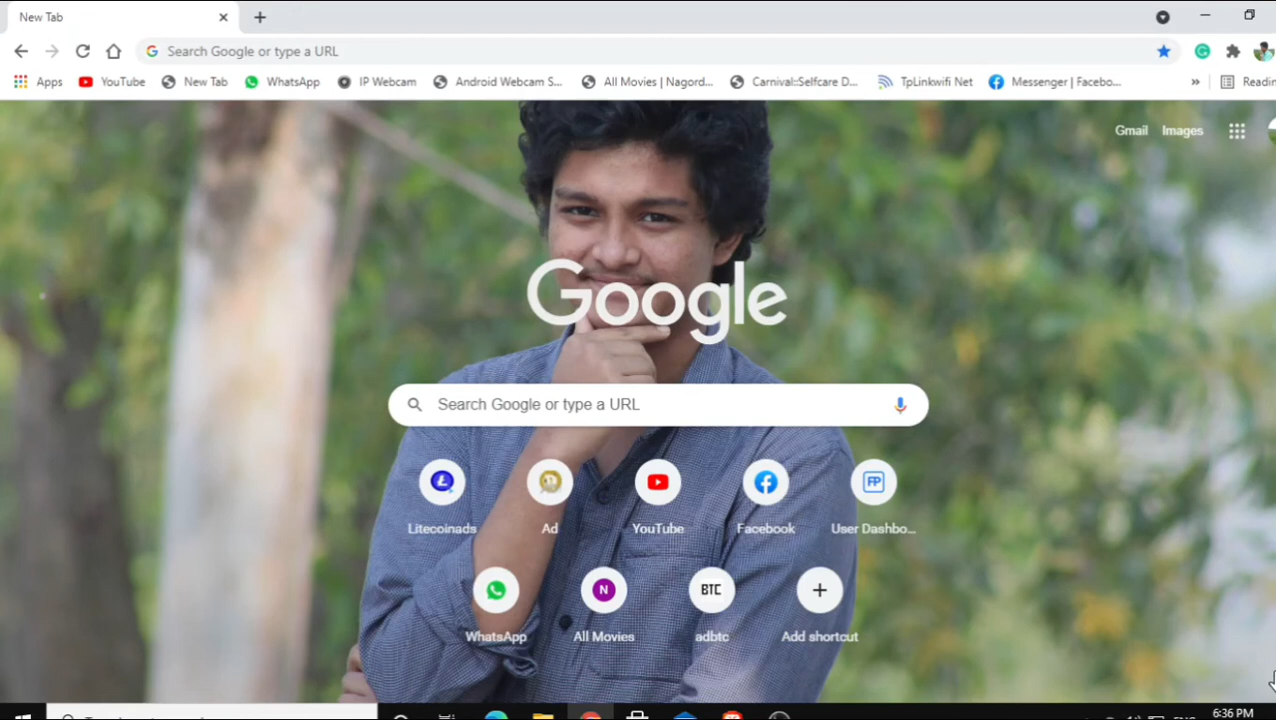 New Tab
Search Google or type a URL
Apps YouTube New Tab WhatsApp IP Webcam Android Webcam S... All Movies | Nagord... Carnival::Selfcare D... TpLinkwifi Net Messenger | Facebo... » Readin
Gmail Images
Google
Search Google or type a URL
Litecoinads Ad YouTube Facebook User Dashbo...
N BTC
WhatsApp All Movies adbtc Add shortcut
6:36 PM